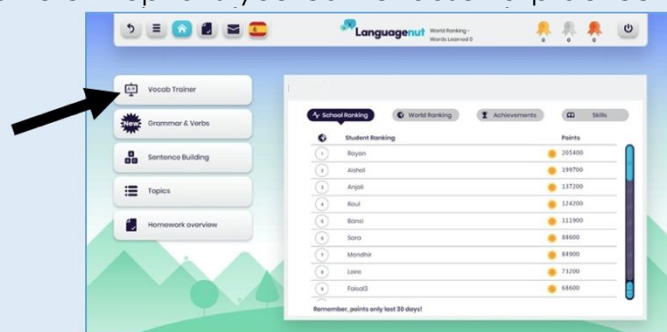 Languagenut World Ranking -
Words Learned 0
0 0 0
Vocab Trainer
New Grammar & Verbs
Sentence Building
Topics
Homework overview
School Ranking World Ranking Achievements Skills
Student Ranking Points
1 Rayan 205400
2 Aishali 199700
3 Anjali 137200
4 Raul 124200
5 Bansi 111900
6 Sara 88600
7 Mandhir 84900
8 Laira 73200
9 Faisal3 68600
Remember, points only last 30 days!